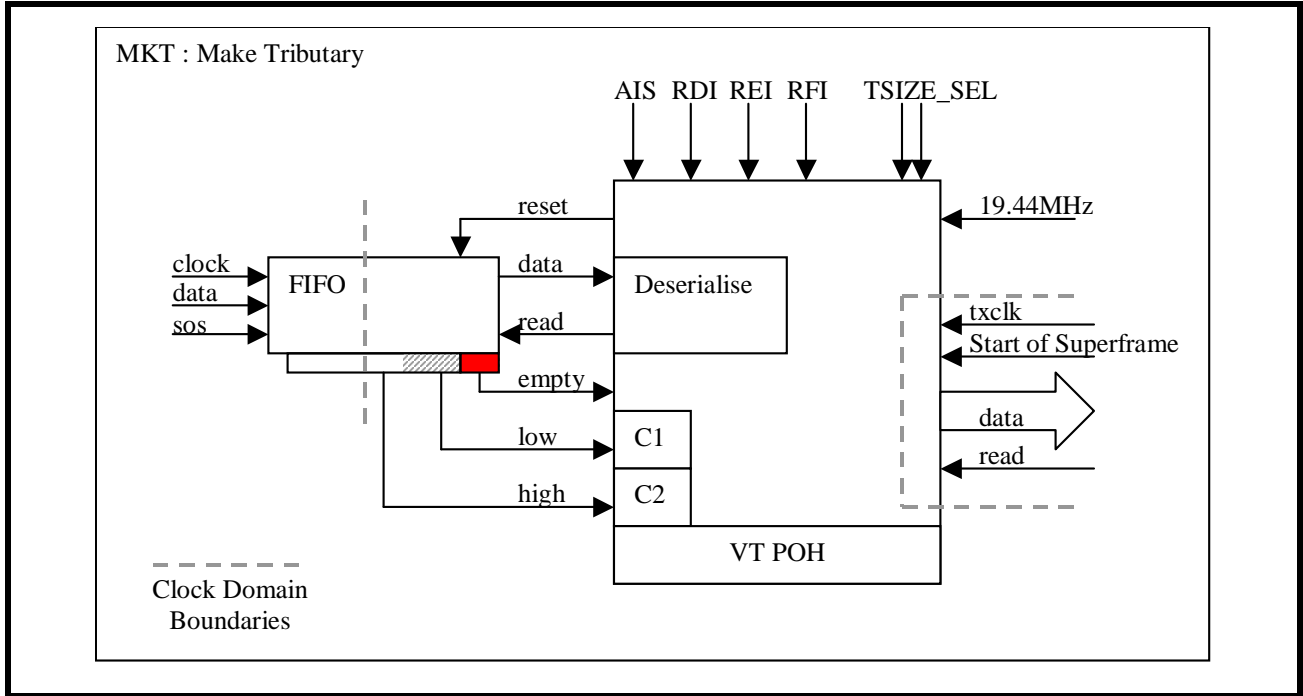 MKT : Make Tributary
AIS RDI REI RFI TSIZE_SEL
reset
19.44MHz
clock
data
sos
FIFO
data
read
Deserialise
txclk
Start of Superframe
data
read
empty
low
high
C1
C2
VT POH
Clock Domain
Boundaries